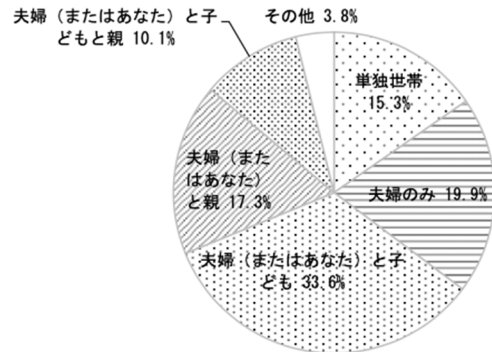 夫婦（またはあなた）と子
どもと親 10.1%
その他 3.8%
単独世帯
15.3%
夫婦のみ 19.9%
夫婦（また
はあなた）
と親 17.3%
夫婦（またはあなた）と子
ども 33.6%